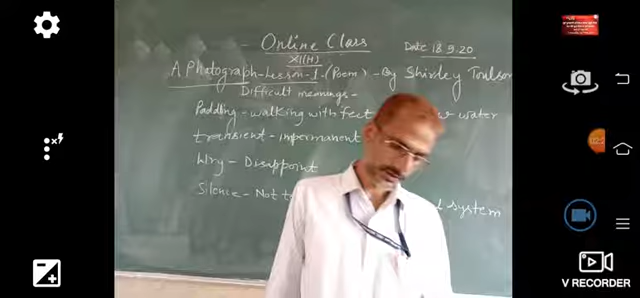 Online Class
Date 18.9.20
XI(H)
A Photograph - Lesson - 1 (Poem) - By Shirley Toulson
Difficult meanings -
Paddling - walking with feet water
transient - impermanent
Wry - Disappoint
Silence - Not system
V RECORDER